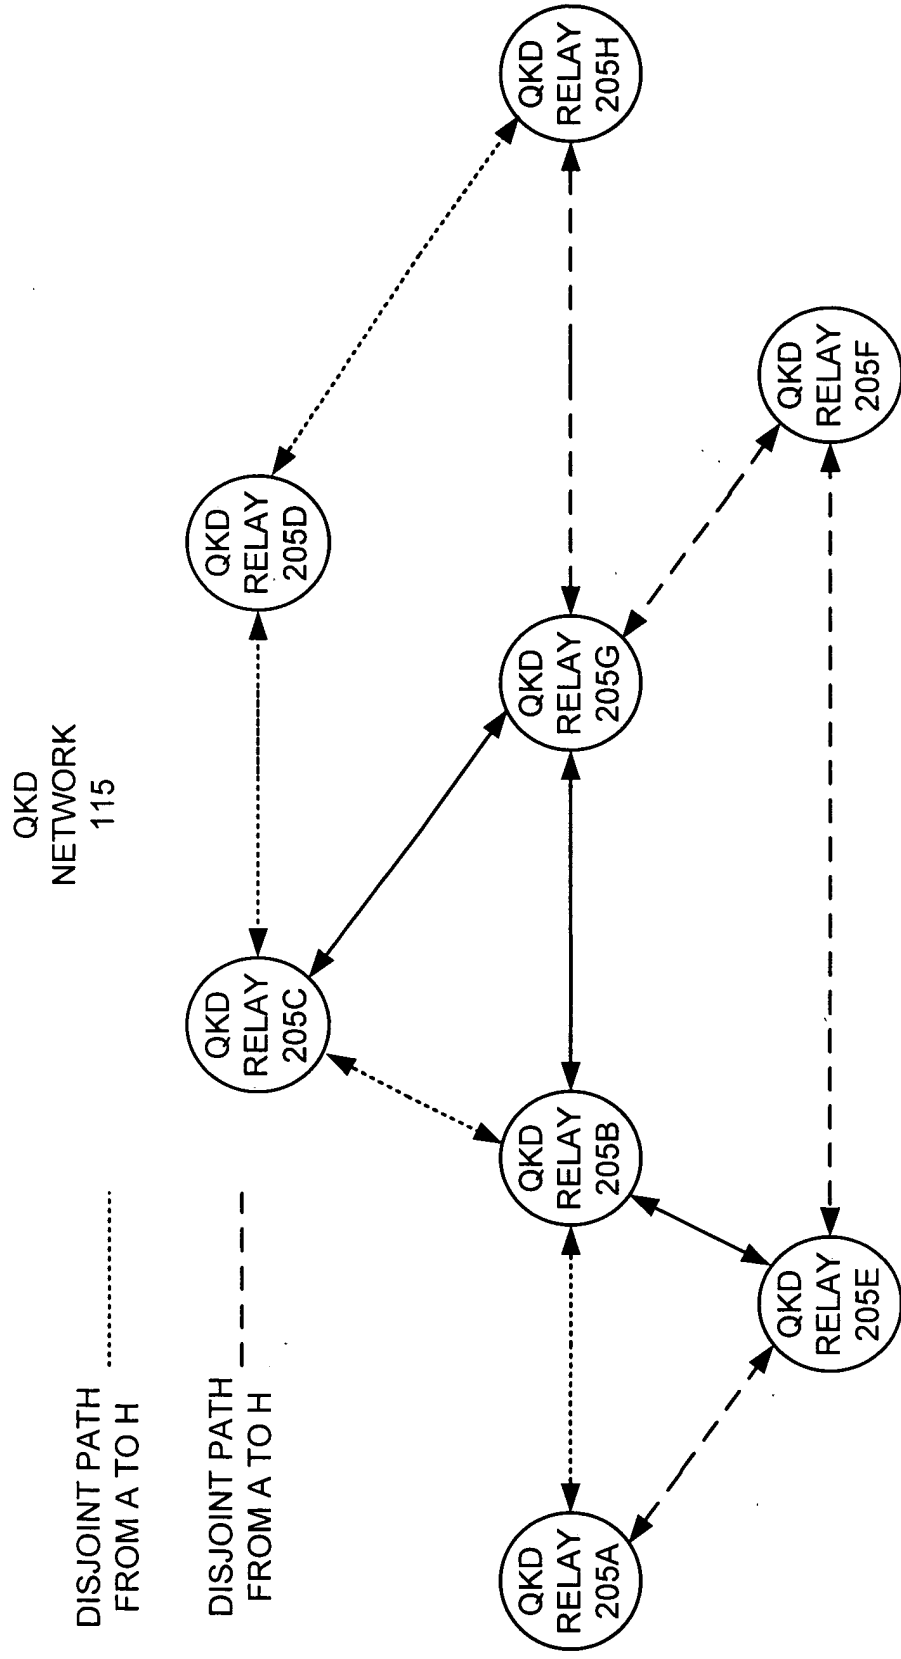 QKD
NETWORK
115
DISJOINT PATH
FROM A TO H
DISJOINT PATH
FROM A TO H
QKD
RELAY
205C
QKD
RELAY
205D
QKD
RELAY
205A
QKD
RELAY
205B
QKD
RELAY
205G
QKD
RELAY
205H
QKD
RELAY
205E
QKD
RELAY
205F